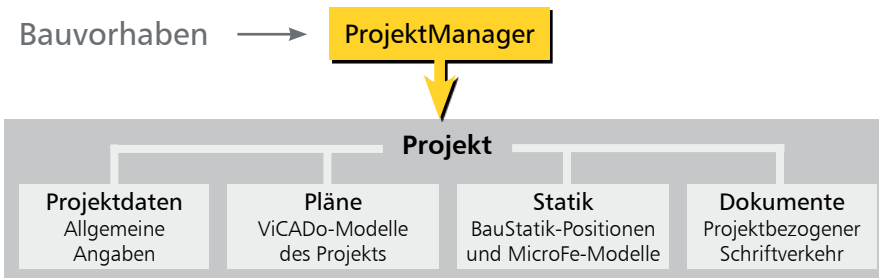 Bauvorhaben
ProjektManager
Projekt
Projektdaten
Allgemeine
Angaben
Pläne
ViCADo-Modelle
des Projekts
Statik
BauStatik-Positionen
und MicroFe-Modelle
Dokumente
Projektbezogener
Schriftverkehr